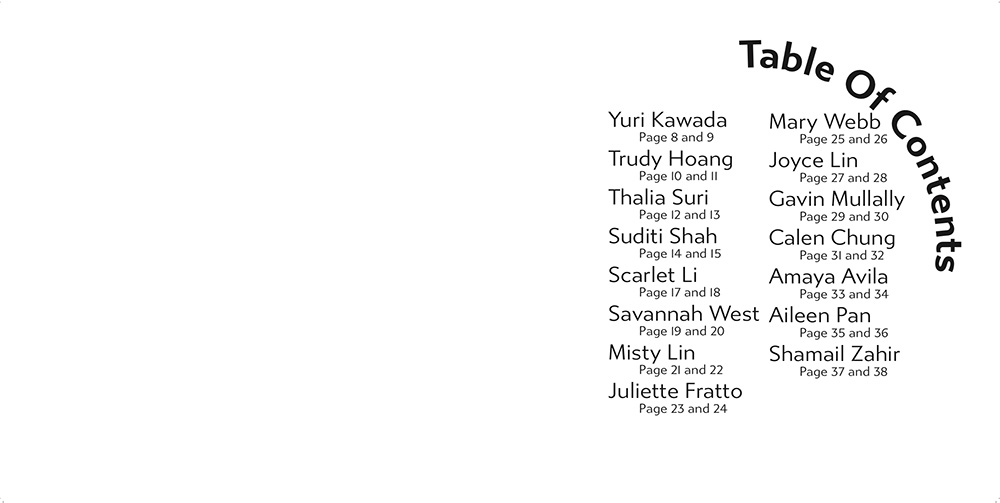 Table Of Contents
Yuri Kawada
Page 8 and 9
Trudy Hoang
Page 10 and 11
Thalia Suri
Page 12 and 13
Suditi Shah
Page 14 and 15
Scarlet Li
Page 17 and 18
Savannah West
Page 19 and 20
Misty Lin
Page 21 and 22
Juliette Fratto
Page 23 and 24
Mary Webb
Page 25 and 26
Joyce Lin
Page 27 and 28
Gavin Mullally
Page 29 and 30
Calen Chung
Page 31 and 32
Amaya Avila
Page 33 and 34
Aileen Pan
Page 35 and 36
Shamail Zahir
Page 37 and 38